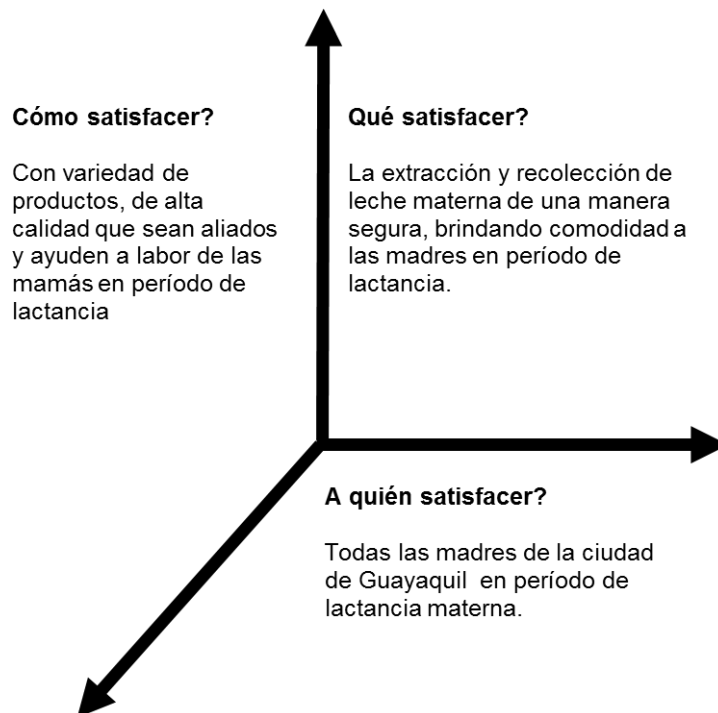 Cómo satisfacer?
Con variedad de
productos, de alta
calidad que sean aliados
y ayuden a labor de las
mamás en período de
lactancia
Qué satisfacer?
La extracción y recolección de
leche materna de una manera
segura, brindando comodidad a
las madres en período de
lactancia.
A quién satisfacer?
Todas las madres de la ciudad
de Guayaquil  en período de
lactancia materna.